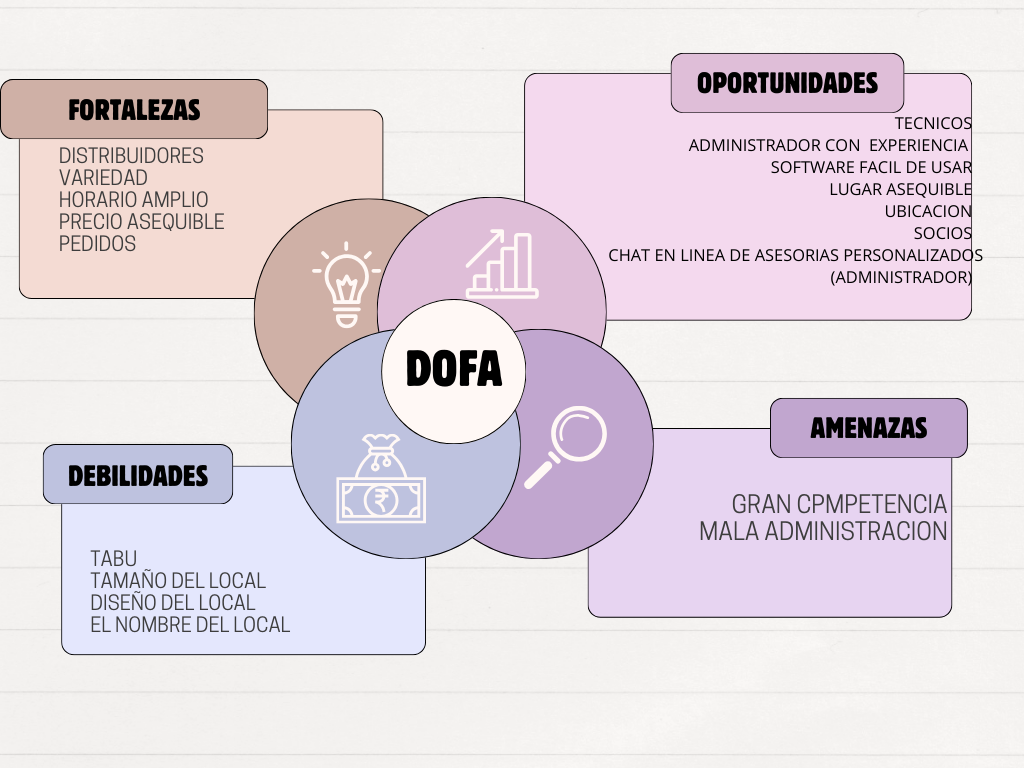 FORTALEZAS
DISTRIBUIDORES
VARIEDAD
HORARIO AMPLIO
PRECIO ASEQUIBLE
PEDIDOS
OPORTUNIDADES
TECNICOS
ADMINISTRADOR CON EXPERIENCIA
SOFTWARE FACIL DE USAR
LUGAR ASEQUIBLE
UBICACION
SOCIOS
CHAT EN LINEA DE ASESORIAS PERSONALIZADOS
(ADMINISTRADOR)
DOFA
DEBILIDADES
TABU
TAMAÑO DEL LOCAL
DISEÑO DEL LOCAL
EL NOMBRE DEL LOCAL
₹
AMENAZAS
GRAN CPMPETENCIA
MALA ADMINISTRACION